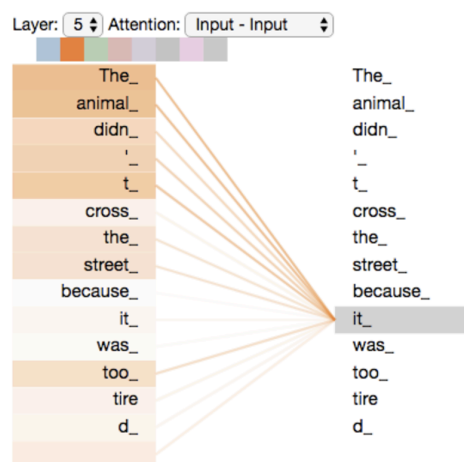 Layer: 5 Attention: Input - Input
The_ The_
animal_ animal_
didn_ didn_
'_ '_
t_ t_
cross_ cross_
the_ the_
street_ street_
because_ because_
it_ it_
was_ was_
too_ too_
tire tire
d_ d_